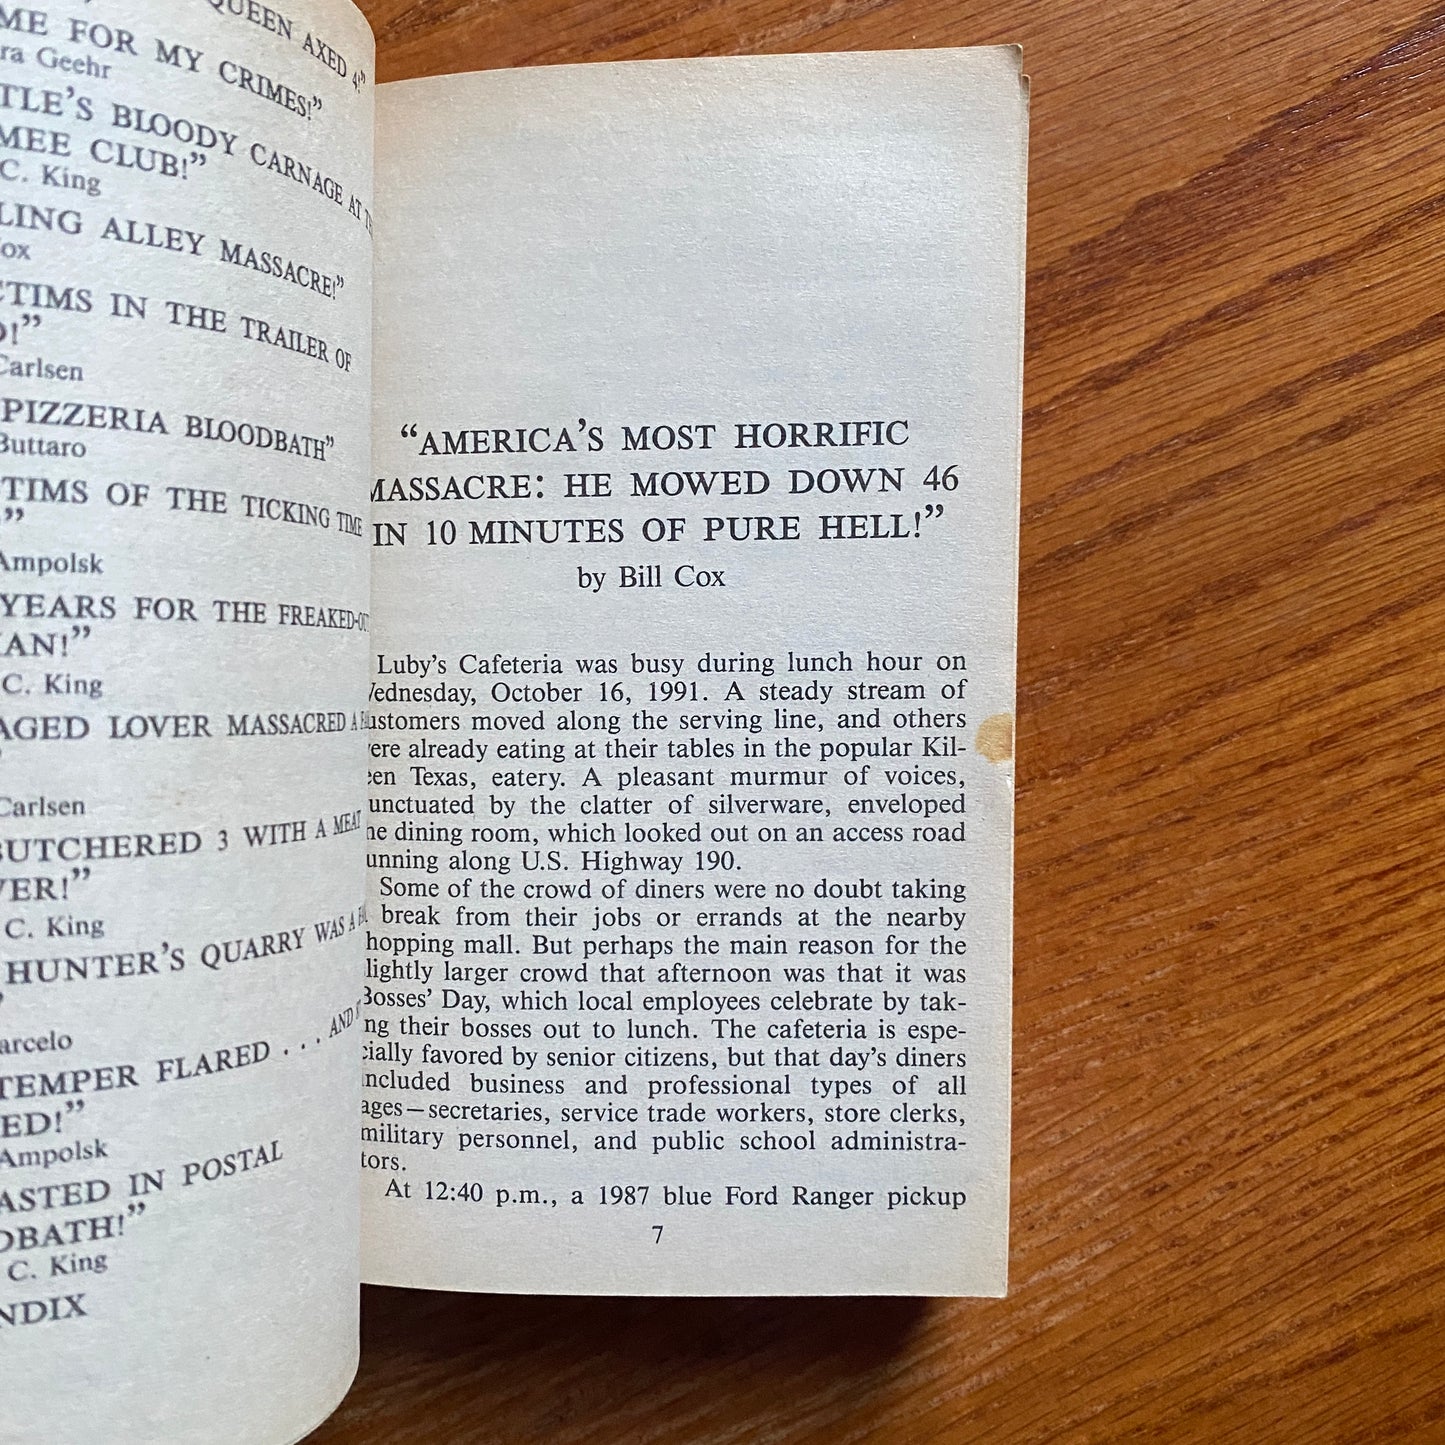 QUEEN AXED 4!"
ME FOR MY CRIMES!"
ra Geehr
TLE'S BLOODY CARNAGE AT
MEE CLUB!"
C. King
LING ALLEY MASSACRE!"
ox
TIMS IN THE TRAILER OF
!"
Carlsen
PIZZERIA BLOODBATH"
Buttaro
TIMS OF THE TICKING TIME
"
Ampolsk
YEARS FOR THE FREAKED-OUT
AN!"
C. King
AGED LOVER MASSACRED A
Carlsen
BUTCHERED 3 WITH A MEAT
VER!"
C. King
HUNTER'S QUARRY WAS A
"
arcelo
TEMPER FLARED . . . AND
ED!"
Ampolsk
ASTED IN POSTAL
DBATH!"
C. King
NDIX
"AMERICA'S MOST HORRIFIC
MASSACRE: HE MOWED DOWN 46
IN 10 MINUTES OF PURE HELL!"
by Bill Cox
Luby's Cafeteria was busy during lunch hour on
Wednesday, October 16, 1991. A steady stream of
ustomers moved along the serving line, and others
ere already eating at their tables in the popular Kil-
een Texas, eatery. A pleasant murmur of voices,
unctuated by the clatter of silverware, enveloped
he dining room, which looked out on an access road
unning along U.S. Highway 190.
Some of the crowd of diners were no doubt taking
break from their jobs or errands at the nearby
hopping mall. But perhaps the main reason for the
lightly larger crowd that afternoon was that it was
Bosses' Day, which local employees celebrate by tak-
ng their bosses out to lunch. The cafeteria is espe-
cially favored by senior citizens, but that day's diners
included business and professional types of all
ages—secretaries, service trade workers, store clerks,
military personnel, and public school administra-
tors.
At 12:40 p.m., a 1987 blue Ford Ranger pickup
7